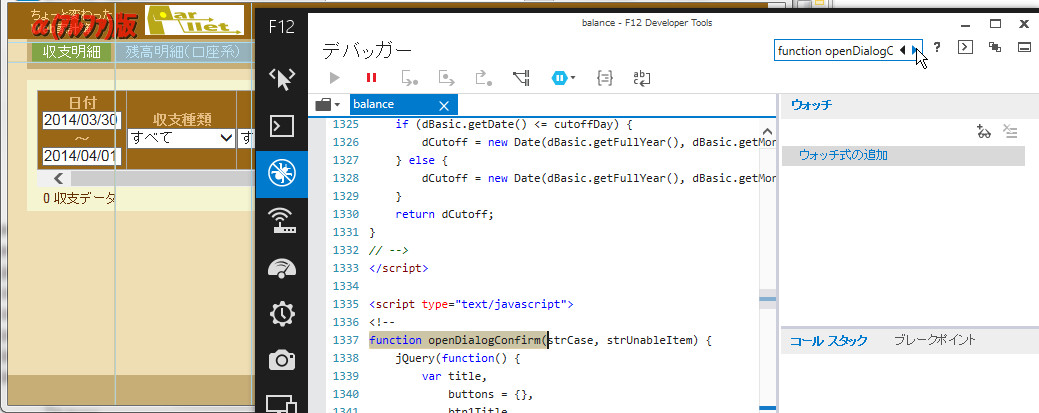 ちょっと変わった
α(アルファ)版
収支明細
残高明細(口座系)
日付
2014/03/30
～
2014/04/01
収支種類
すべて
0 収支データ
balance - F12 Developer Tools
F12
デバッガー
function openDialogC
?
balance
1325 if (dBasic.getDate() <= cutoffDay) {
1326 dCutoff = new Date(dBasic.getFullYear(), dBasic.getMon
1327 } else {
1328 dCutoff = new Date(dBasic.getFullYear(), dBasic.getMon
1329 }
1330 return dCutoff;
1331 }
1332 // -->
1333 </script>
1334
1335 <script type="text/javascript">
1336 <!--
1337 function openDialogConfirm(strCase, strUnableItem) {
1338 jQuery(function() {
1339 var title,
1340 buttons = {},
1341 btn1Title
ウォッチ
ウォッチ式の追加
コール スタック
ブレークポイント